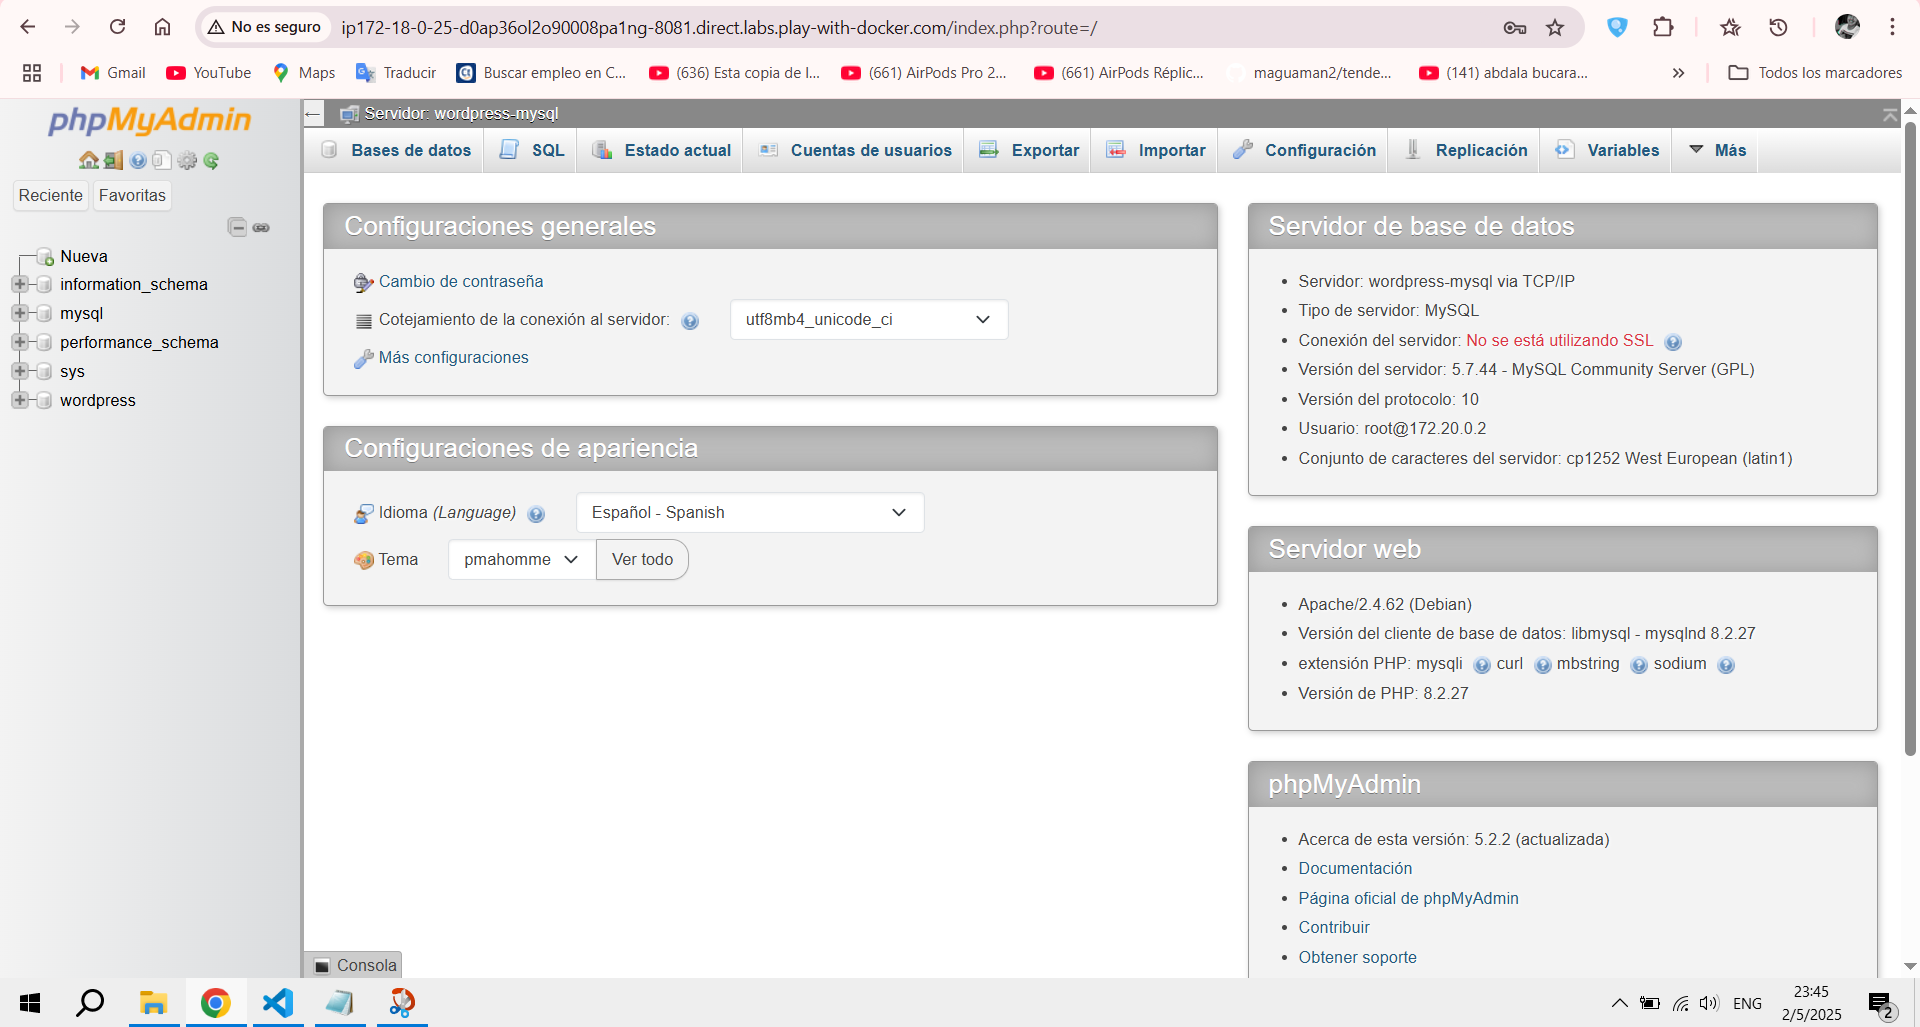 No es seguro
ip172-18-0-25-d0ap36ol2o90008pa1ng-8081.direct.labs.play-with-docker.com/index.php?route=/
Gmail
YouTube
Maps
Traducir
Buscar empleo en C...
(636) Esta copia de l...
(661) AirPods Pro 2...
(661) AirPods Réplic...
maguaman2/tende...
(141) abdala bucara...
Todos los marcadores
phpMyAdmin
Reciente
Favoritas
Nueva
information_schema
mysql
performance_schema
sys
wordpress
Servidor: wordpress-mysql
Bases de datos
SQL
Estado actual
Cuentas de usuarios
Exportar
Importar
Configuración
Replicación
Variables
Más
Configuraciones generales
Cambio de contraseña
Cotejamiento de la conexión al servidor:
utf8mb4_unicode_ci
Más configuraciones
Configuraciones de apariencia
Idioma (Language)
Español - Spanish
Tema
pmahomme
Ver todo
Servidor de base de datos
Servidor: wordpress-mysql via TCP/IP
Tipo de servidor: MySQL
Conexión del servidor: No se está utilizando SSL
Versión del servidor: 5.7.44 - MySQL Community Server (GPL)
Versión del protocolo: 10
Usuario: root@172.20.0.2
Conjunto de caracteres del servidor: cp1252 West European (latin1)
Servidor web
Apache/2.4.62 (Debian)
Versión del cliente de base de datos: libmysql - mysqlnd 8.2.27
extensión PHP: mysqli curl mbstring sodium
Versión de PHP: 8.2.27
phpMyAdmin
Acerca de esta versión: 5.2.2 (actualizada)
Documentación
Página oficial de phpMyAdmin
Contribuir
Obtener soporte
Consola
ENG
23:45
2/5/2025
2